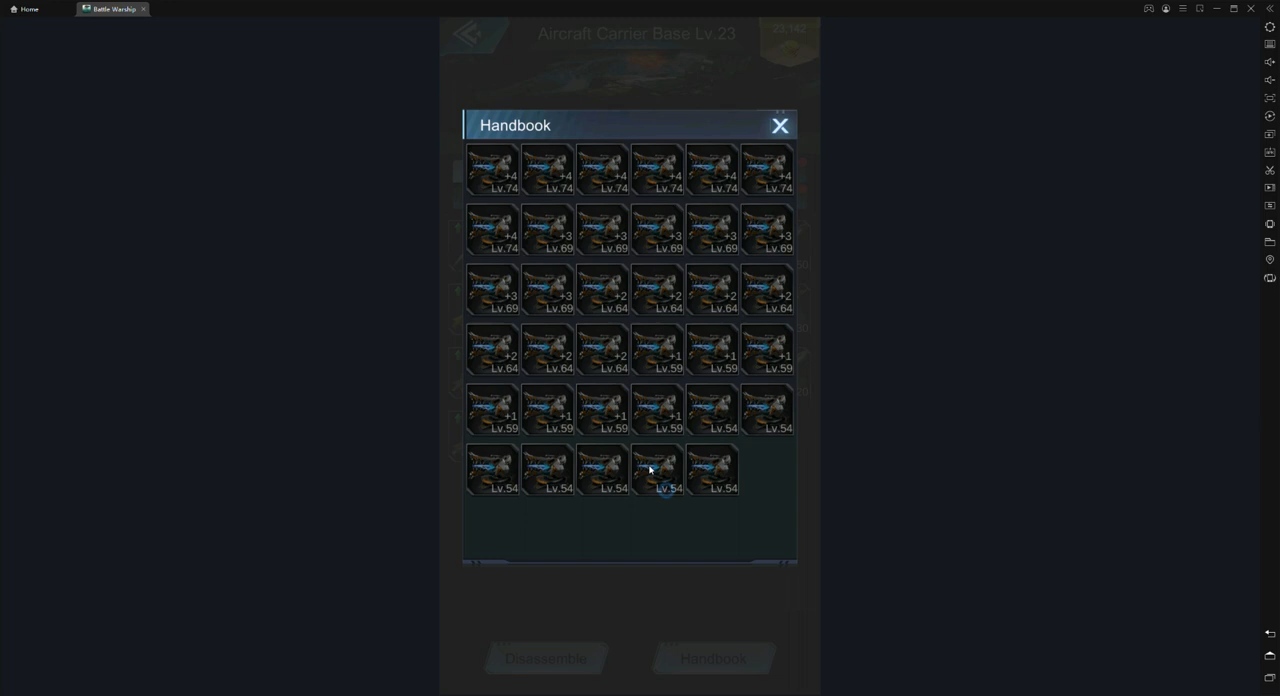 Home
Battle Warship
Aircraft Carrier Base Lv.23
23,142
Handbook
+4 +4 +4 +4 +4 +4
Lv.74 Lv.74 Lv.74 Lv.74 Lv.74 Lv.74
+4 +3 +3 +3 +3 +3
Lv.74 Lv.69 Lv.69 Lv.69 Lv.69 Lv.69
+3 +3 +2 +2 +2 +2
Lv.69 Lv.69 Lv.64 Lv.64 Lv.64 Lv.64
+2 +2 +2 +1 +1 +1
Lv.64 Lv.64 Lv.64 Lv.59 Lv.59 Lv.59
+1 +1 +1 +1
Lv.59 Lv.59 Lv.59 Lv.59 Lv.54 Lv.54
Lv.54 Lv.54 Lv.54 Lv.54 Lv.54
Disassemble
Handbook